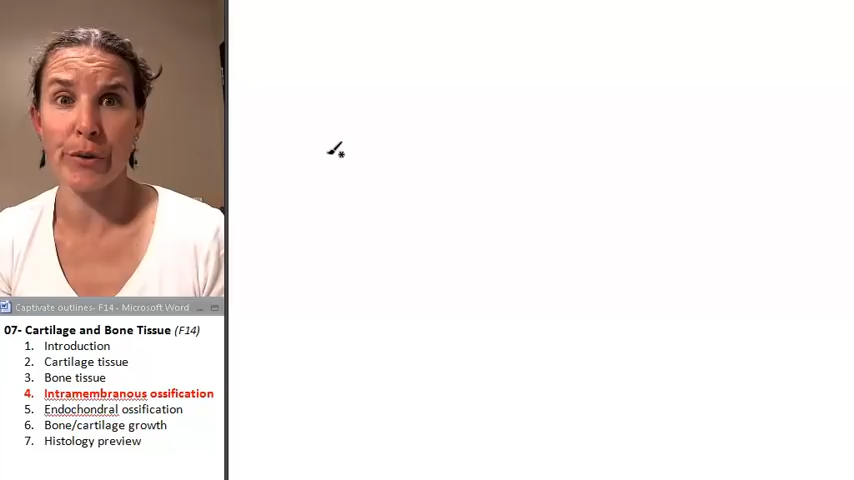 Captivate outlines- F14 - Microsoft Word
07- Cartilage and Bone Tissue (F14)
1. Introduction
2. Cartilage tissue
3. Bone tissue
4. Intramembranous ossification
5. Endochondral ossification
6. Bone/cartilage growth
7. Histology preview